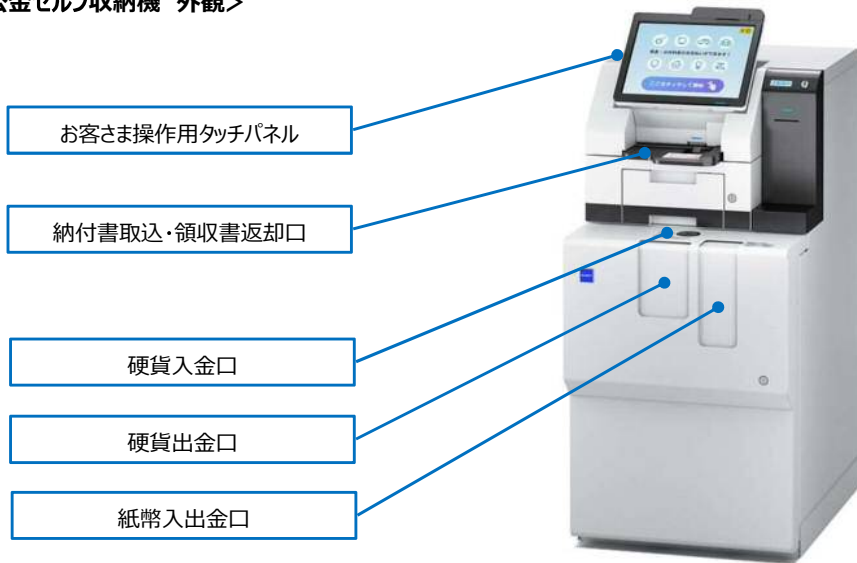 公金セルフ収納機 外観＞
お客さま操作用タッチパネル
納付書取込・領収書返却口
硬貨入金口
硬貨出金口
紙幣入出金口